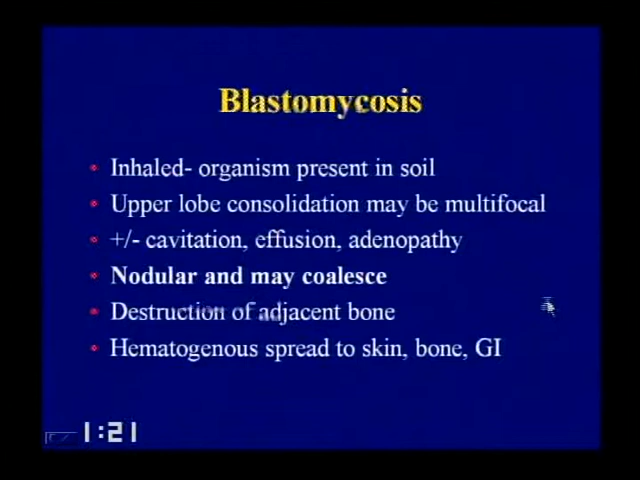 Blastomycosis
• Inhaled- organism present in soil
• Upper lobe consolidation may be multifocal
• +/- cavitation, effusion, adenopathy
• Nodular and may coalesce
• Destruction of adjacent bone
• Hematogenous spread to skin, bone, GI
1:21